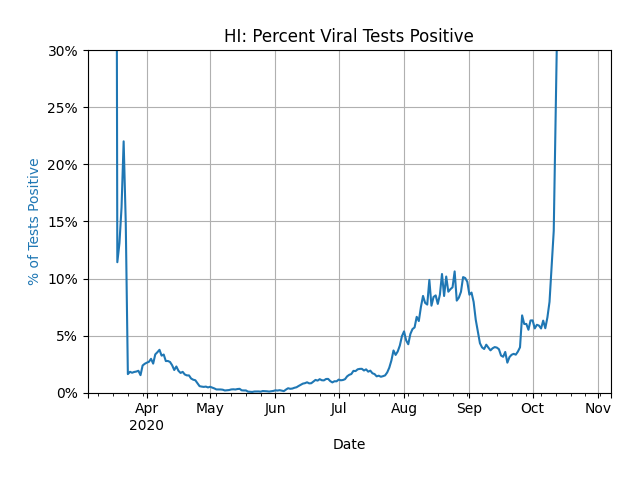 HI: Percent Viral Tests Positive
30%
25%
20%
15%
10%
5%
0%
% of Tests Positive
Apr May Jun Jul Aug Sep Oct Nov
2020
Date